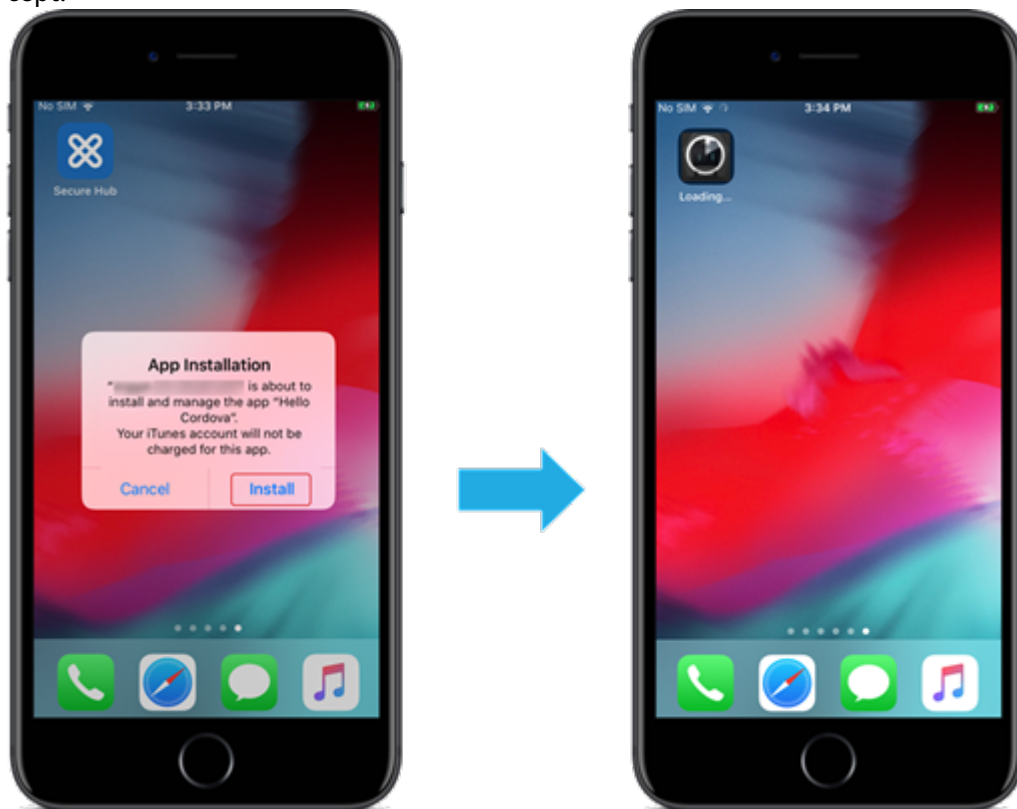 No SIM
3:33 PM
Secure Hub
App Installation
" is about to
install and manage the app "Hello
Cordova".
Your iTunes account will not be
charged for this app.
Cancel
Install
No SIM
3:34 PM
Loading...